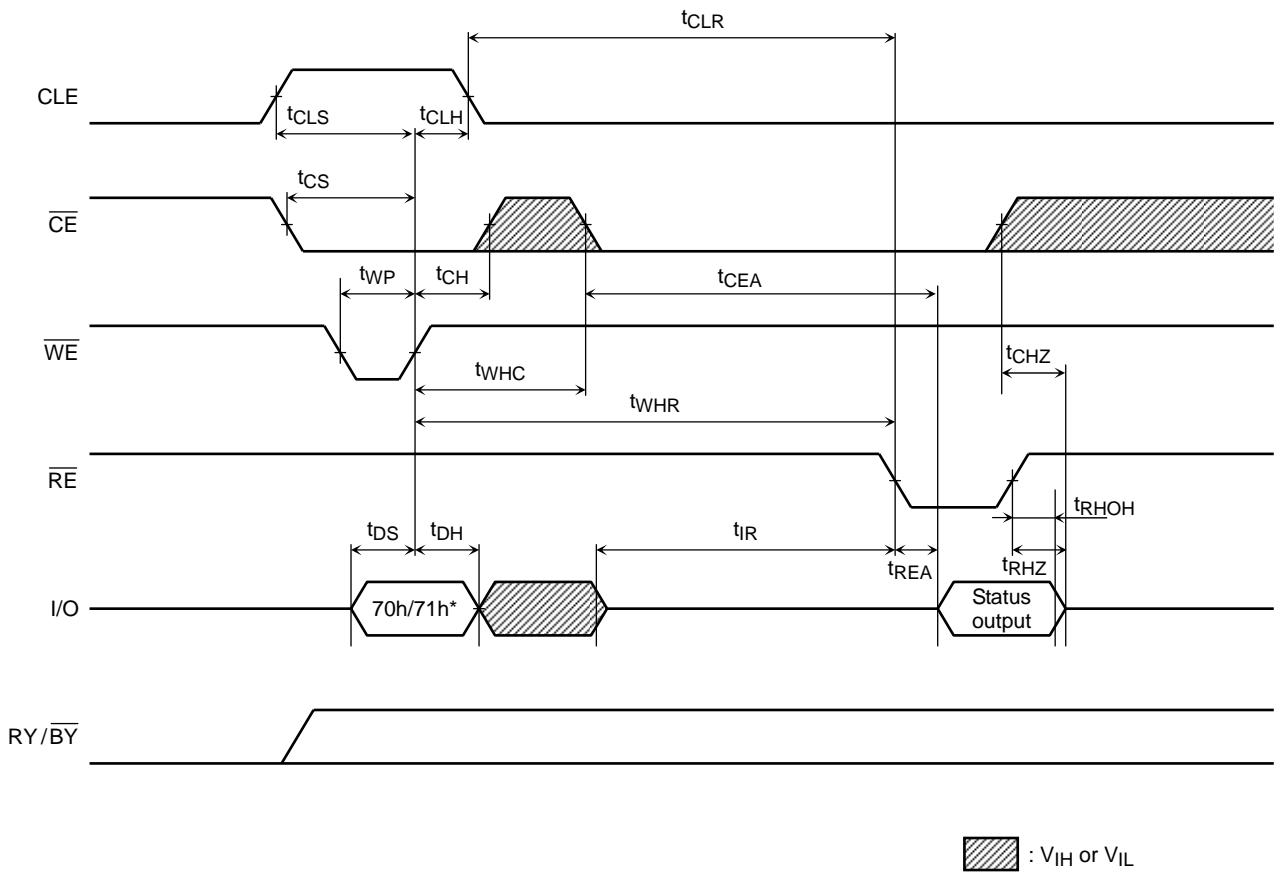 tCLR
CLE
tCLS
tCLH
tCS
CE
tWP
tCH
tCEA
WE
tCHZ
tWHC
tWHR
RE
tRHOH
tDS
tDH
tIR
tREA
tRHZ
I/O
70h/71h*
Status
output
RY/BY
: VIH or VIL